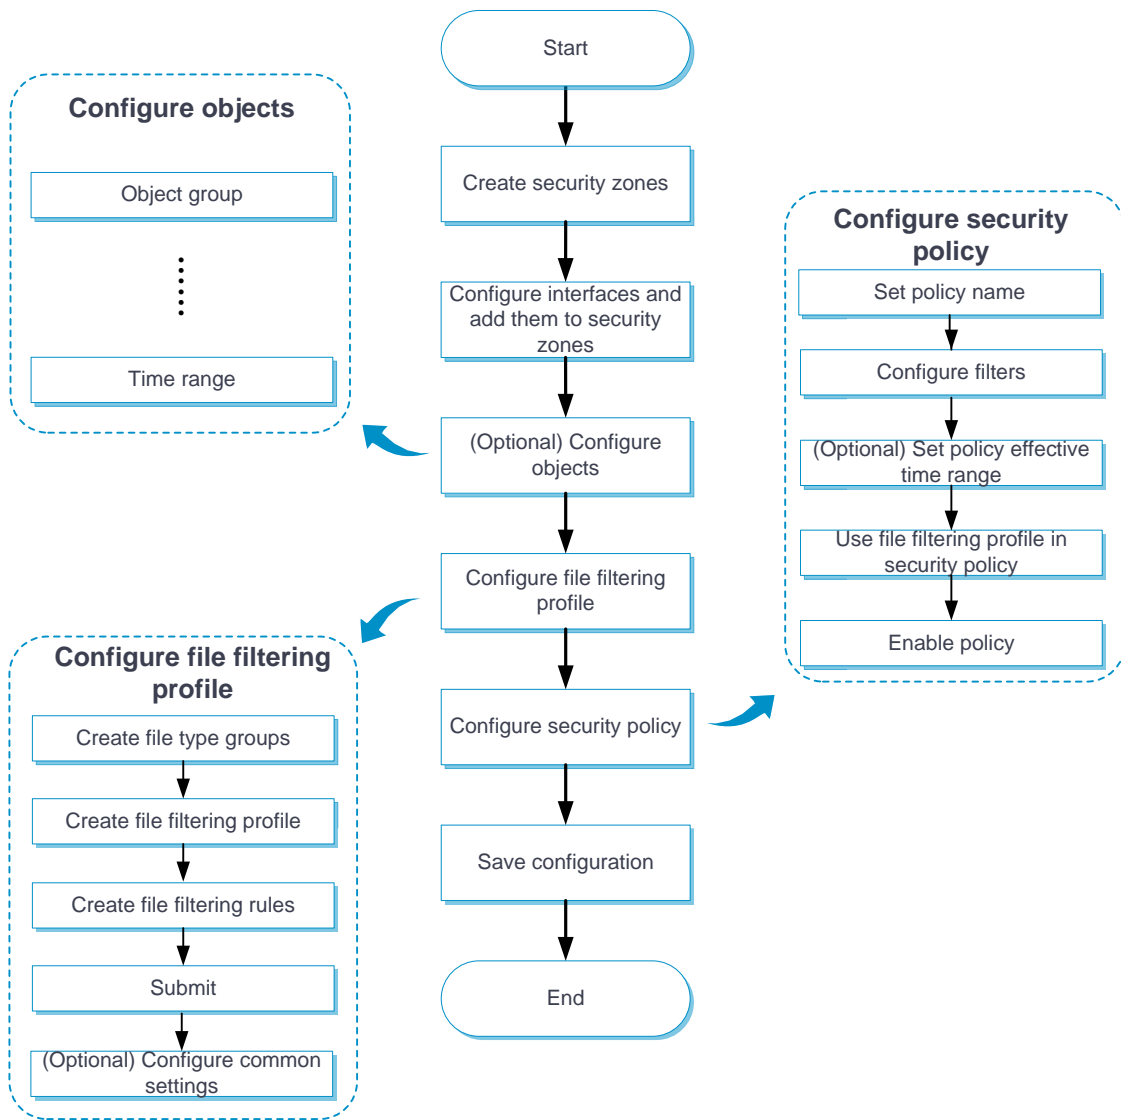 Start
Create security zones
Configure interfaces and
add them to security
zones
(Optional) Configure
objects
Configure file filtering
profile
Configure security policy
Save configuration
End
Configure objects
Object group
Time range
Configure file filtering
profile
Create file type groups
Create file filtering profile
Create file filtering rules
Submit
(Optional) Configure common
settings
Configure security
policy
Set policy name
Configure filters
(Optional) Set policy effective
time range
Use file filtering profile in
security policy
Enable policy